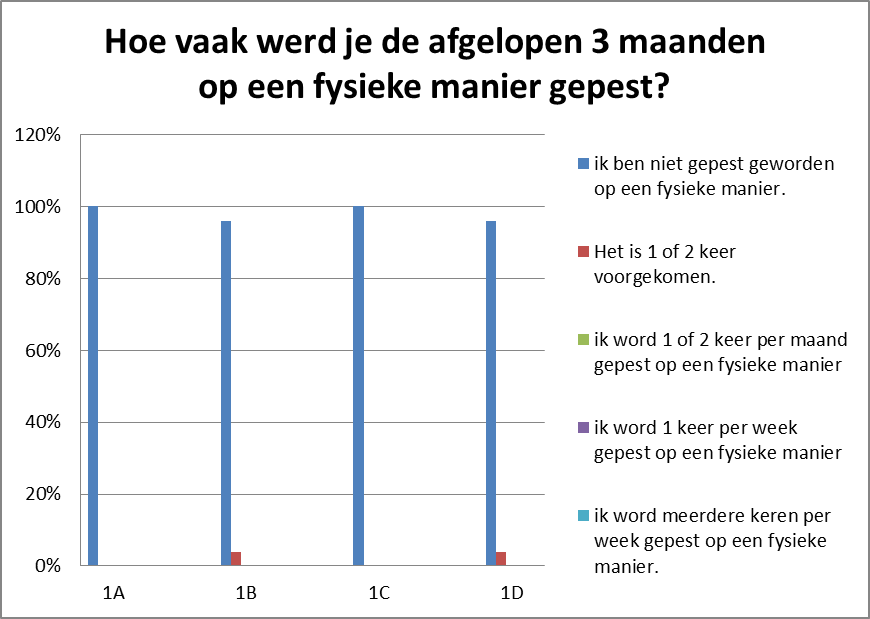 Hoe vaak werd je de afgelopen 3 maanden
op een fysieke manier gepest?
120%
100%
80%
60%
40%
20%
0%
1A
1B
1C
1D
ik ben niet gepest geworden
op een fysieke manier.
Het is 1 of 2 keer
voorgekomen.
ik word 1 of 2 keer per maand
gepest op een fysieke manier
ik word 1 keer per week
gepest op een fysieke manier
ik word meerdere keren per
week gepest op een fysieke
manier.